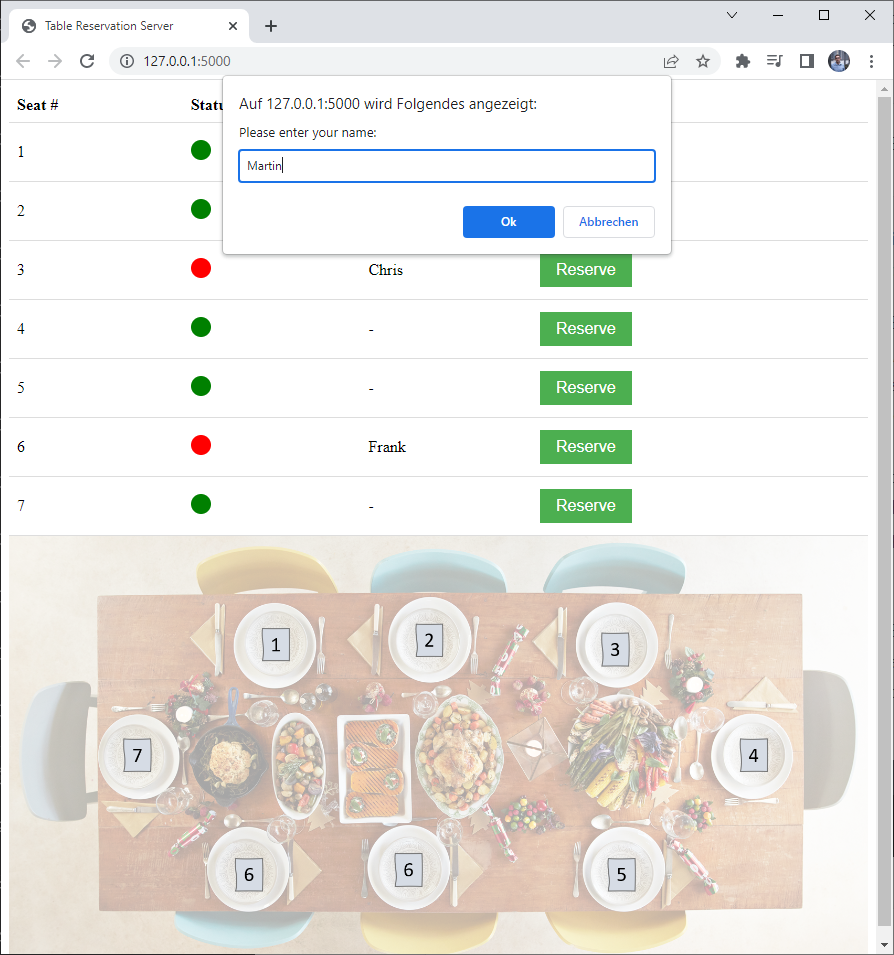 Table Reservation Server
127.0.0.1:5000
Auf 127.0.0.1:5000 wird Folgendes angezeigt:
Please enter your name:
Martin
Ok Abbrechen
Seat #
1
2
3 Chris Reserve
4 - Reserve
5 - Reserve
6 Frank Reserve
7 - Reserve
1 2 3
7 4
6 6 5